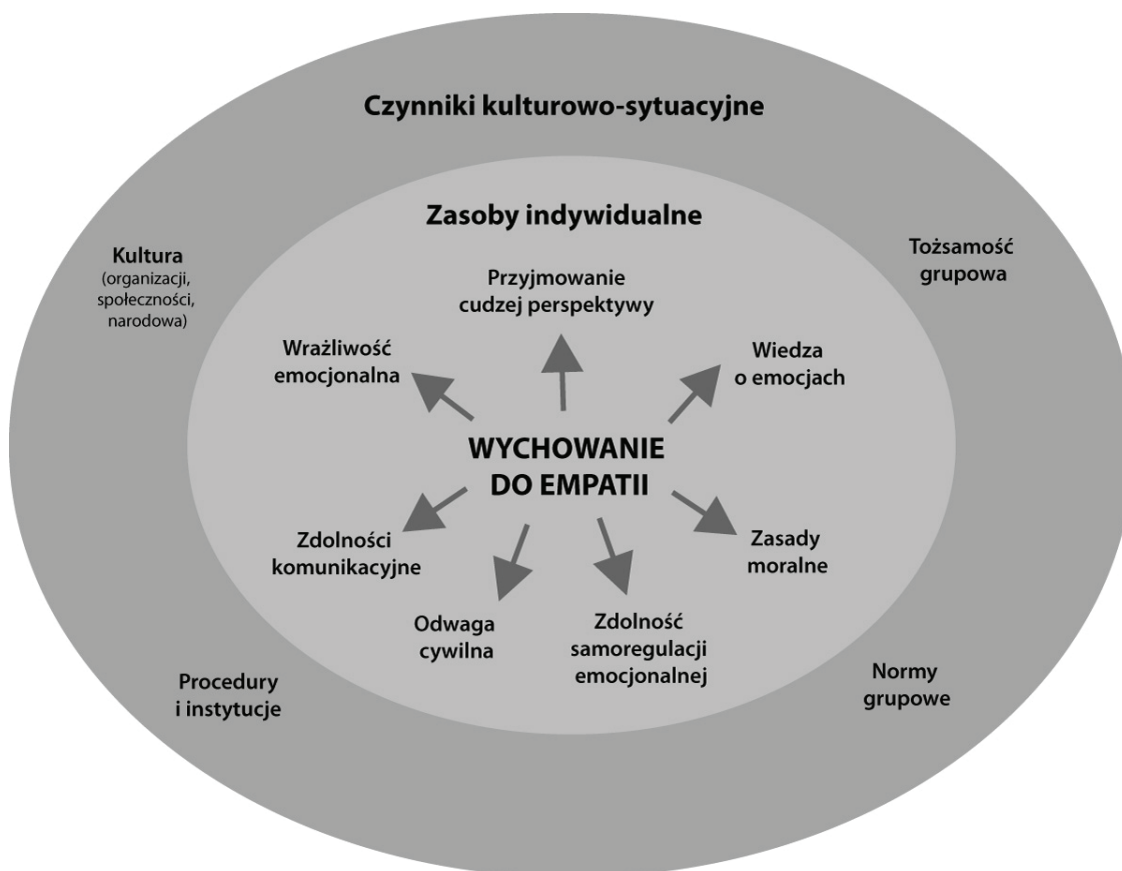 Czynniki kulturowo-sytuacyjne
Zasoby indywidualne
Kultura
(organizacji,
społeczności,
narodowa)
Tożsamość
grupowa
Przyjmowanie
cudzej perspektywy
Wrażliwość
emocjonalna
Wiedza
o emocjach
WYCHOWANIE
DO EMPATII
Zdolności
komunikacyjne
Zasady
moralne
Odwaga
cywilna
Zdolność
samoregulacji
emocjonalnej
Procedury
i instytucje
Normy
grupowe